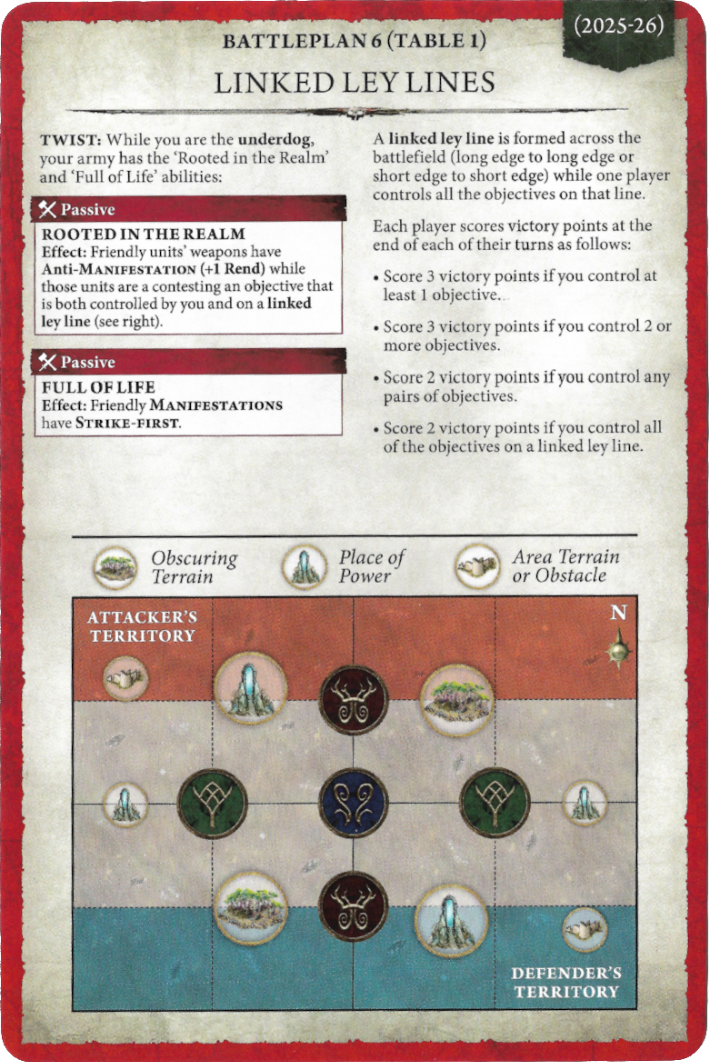 (2025-26)
BATTLEPLAN 6 (TABLE 1)
LINKED LEY LINES
TWIST: While you are the underdog,
your army has the ‘Rooted in the Realm’
and ‘Full of Life’ abilities:
Passive
ROOTED IN THE REALM
Effect: Friendly units’ weapons have
ANTI-MANIFESTATION (+1 Rend) while
those units are a contesting an objective that
is both controlled by you and on a linked
ley line (see right).
Passive
FULL OF LIFE
Effect: Friendly MANIFESTATIONS
have STRIKE-FIRST.
A linked ley line is formed across the
battlefield (long edge to long edge or
short edge to short edge) while one player
controls all the objectives on that line.
Each player scores victory points at the
end of each of their turns as follows:
• Score 3 victory points if you control at
least 1 objective.
• Score 3 victory points if you control 2 or
more objectives.
• Score 2 victory points if you control any
pairs of objectives.
• Score 2 victory points if you control all
of the objectives on a linked ley line.
Obscuring
Terrain
Place of
Power
Area Terrain
or Obstacle
ATTACKER’S
TERRITORY
N
DEFENDER’S
TERRITORY